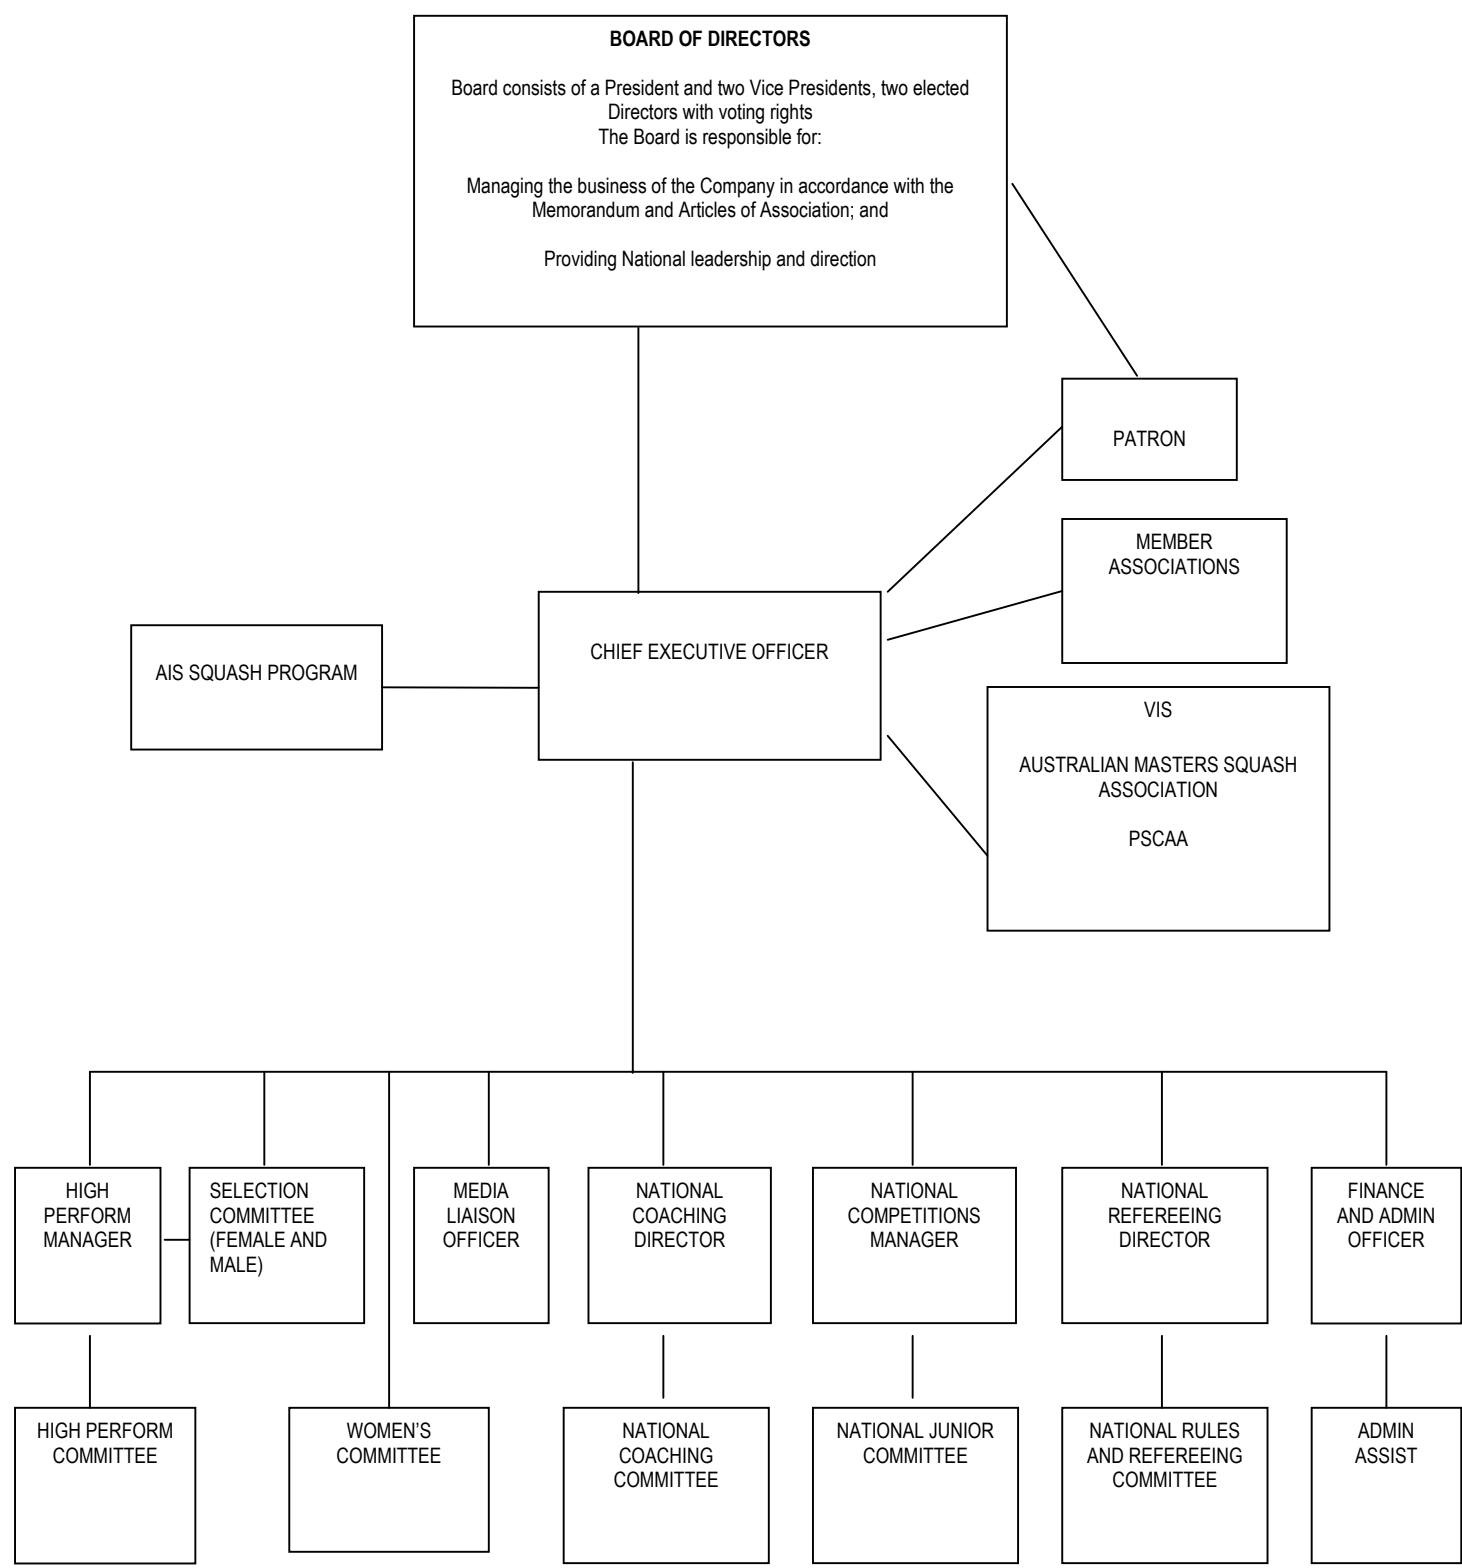 BOARD OF DIRECTORS
Board consists of a President and two Vice Presidents, two elected
Directors with voting rights
The Board is responsible for:
Managing the business of the Company in accordance with the
Memorandum and Articles of Association; and
Providing National leadership and direction
PATRON
MEMBER
ASSOCIATIONS
CHIEF EXECUTIVE OFFICER
AIS SQUASH PROGRAM
VIS
AUSTRALIAN MASTERS SQUASH
ASSOCIATION
PSCAA
HIGH
PERFORM
MANAGER
SELECTION
COMMITTEE
(FEMALE AND
MALE)
MEDIA
LIAISON
OFFICER
NATIONAL
COACHING
DIRECTOR
NATIONAL
COMPETITIONS
MANAGER
NATIONAL
REFEREEING
DIRECTOR
FINANCE
AND ADMIN
OFFICER
HIGH PERFORM
COMMITTEE
WOMEN'S
COMMITTEE
NATIONAL
COACHING
COMMITTEE
NATIONAL JUNIOR
COMMITTEE
NATIONAL RULES
AND REFEREEING
COMMITTEE
ADMIN
ASSIST